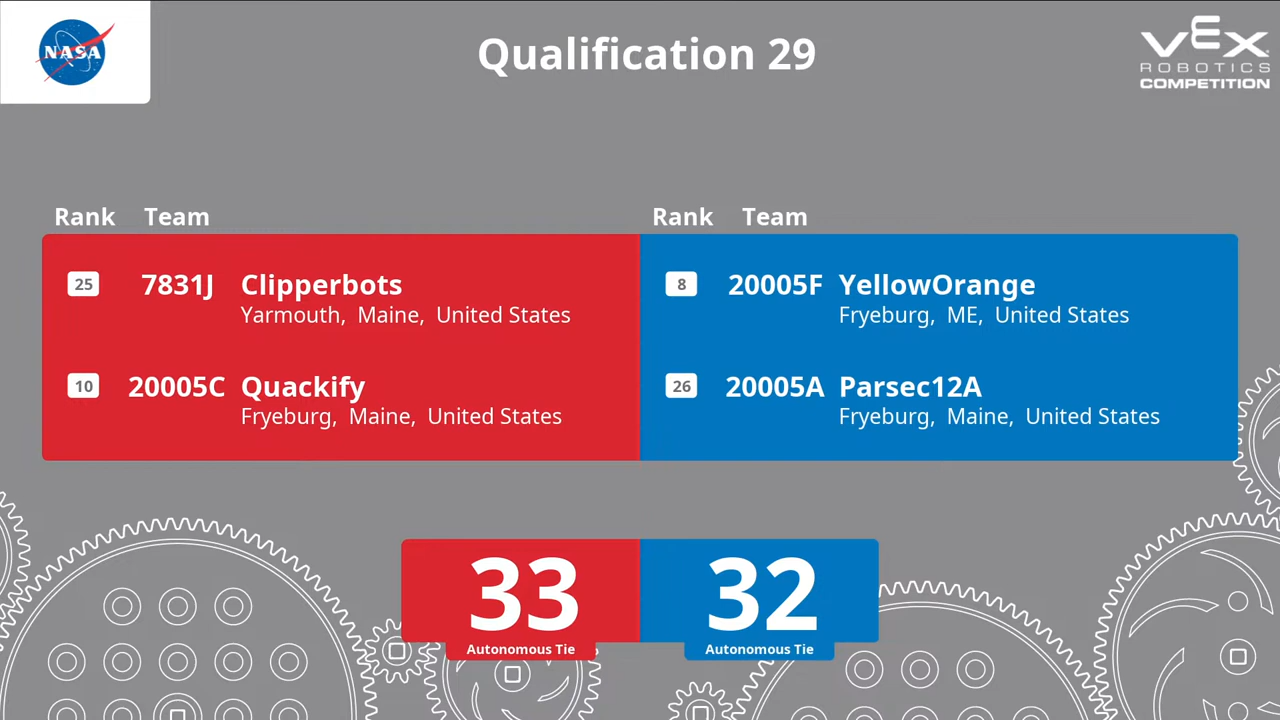 NASA
Qualification 29
VEX
ROBOTICS
COMPETITION
Rank Team
Rank Team
25 7831J Clipperbots
Yarmouth, Maine, United States
10 20005C Quackify
Fryeburg, Maine, United States
8 20005F YellowOrange
Fryeburg, ME, United States
26 20005A Parsec12A
Fryeburg, Maine, United States
33
Autonomous Tie
32
Autonomous Tie